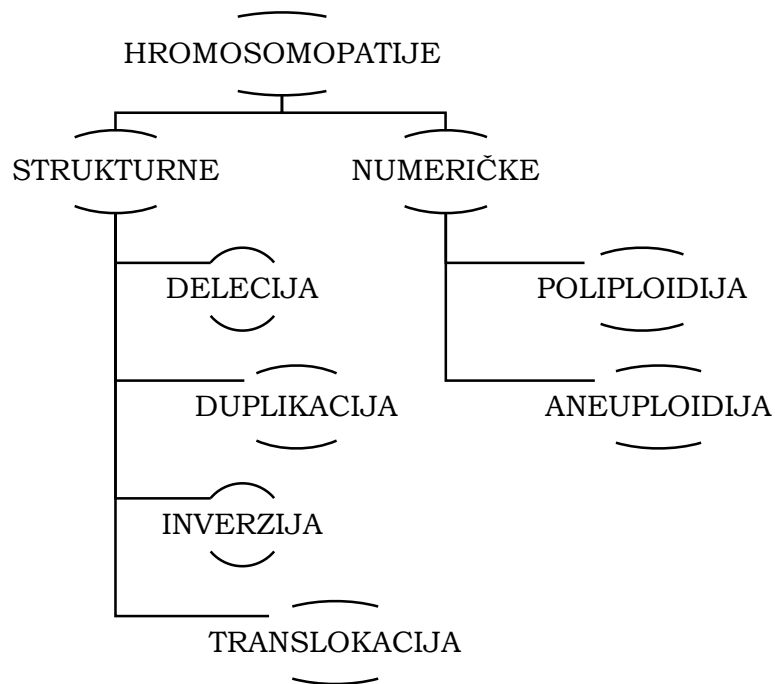 HROMOSOMOPATIJE
STRUKTURNE
NUMERIČKE
DELECIJA
POLIPLOIDIJA
DUPLIKACIJA
ANEUPLOIDIJA
INVERZIJA
TRANSLOKACIJA